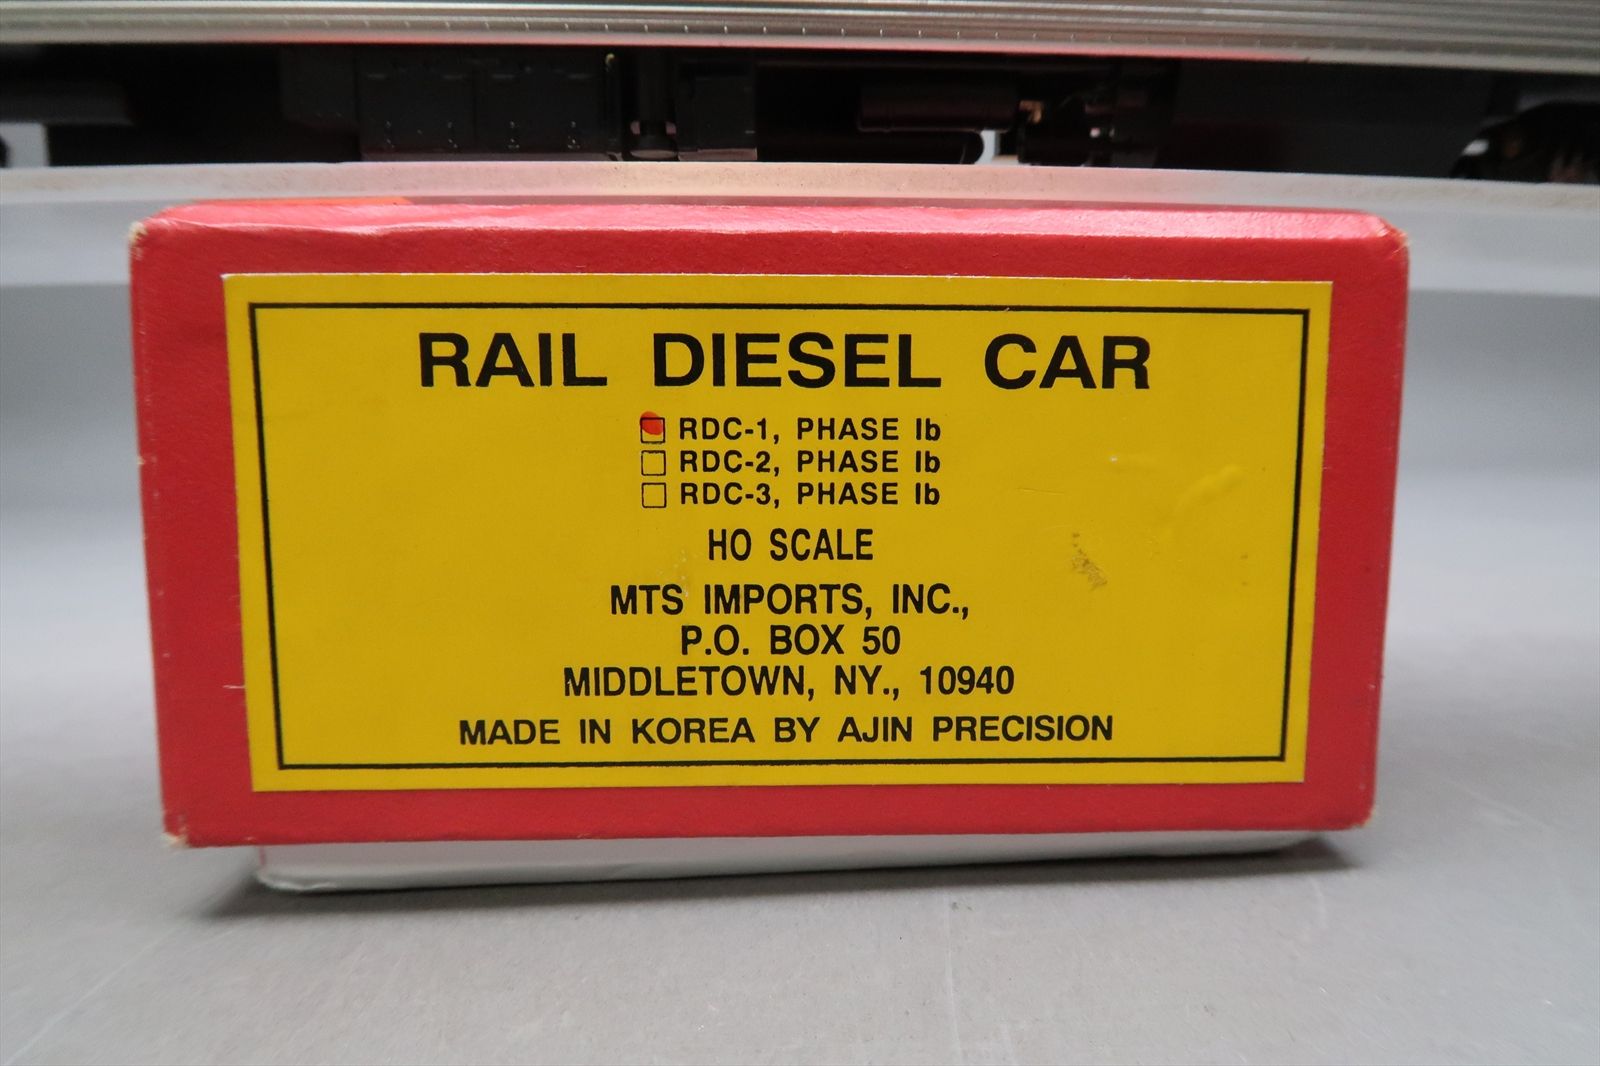 RAIL DIESEL CAR
RDC-1, PHASE Ib
RDC-2, PHASE Ib
RDC-3, PHASE Ib
HO SCALE
MTS IMPORTS, INC.,
P.O. BOX 50
MIDDLETOWN, NY., 10940
MADE IN KOREA BY AJIN PRECISION